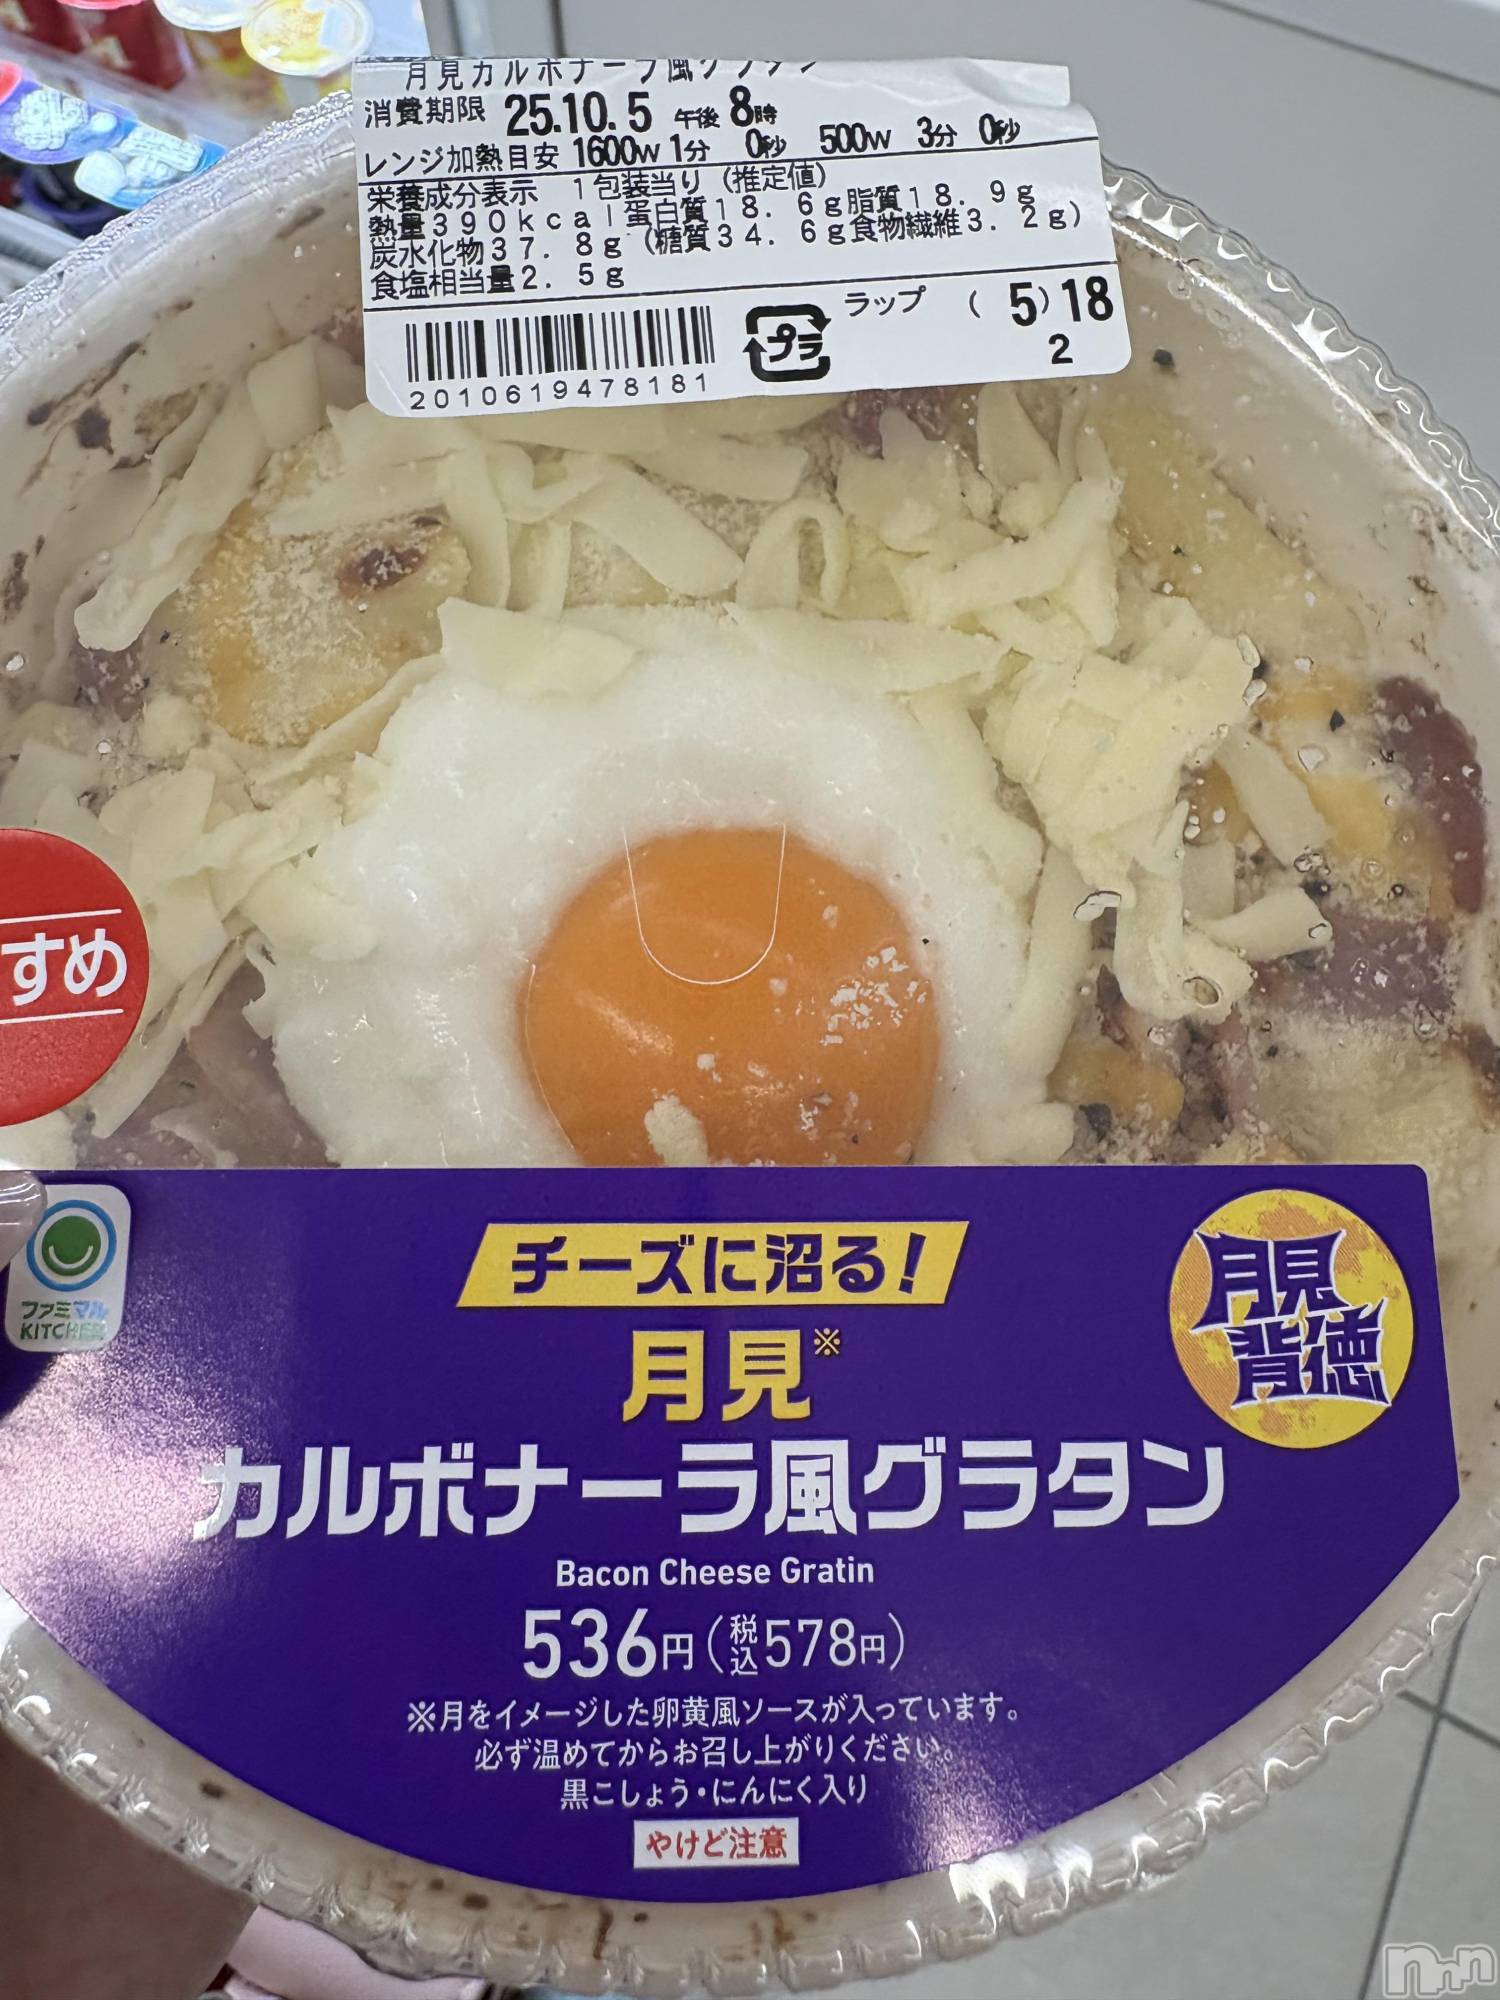 月見カルボナーラ風グラタン
消費期限 25.10.5 午後 8時
レンジ加熱目安 1600w 1分 0秒 500w 3分 0秒
栄養成分表示 1包装当り（推定値）
熱量390kcal蛋白質18.6g脂質18.9g
炭水化物37.8g（糖質34.6g食物繊維3.2g）
食塩相当量2.5g
プラ ラップ （ 5）18
2
2010619478181
すめ
ファミマル
KITCHEN
チーズに沼る！
月見※
月見
背徳
カルボナーラ風グラタン
Bacon Cheese Gratin
536円（税込578円）
※月をイメージした卵黄風ソースが入っています。
必ず温めてからお召し上がりください。
黒こしょう・にんにく入り
やけど注意
nnn